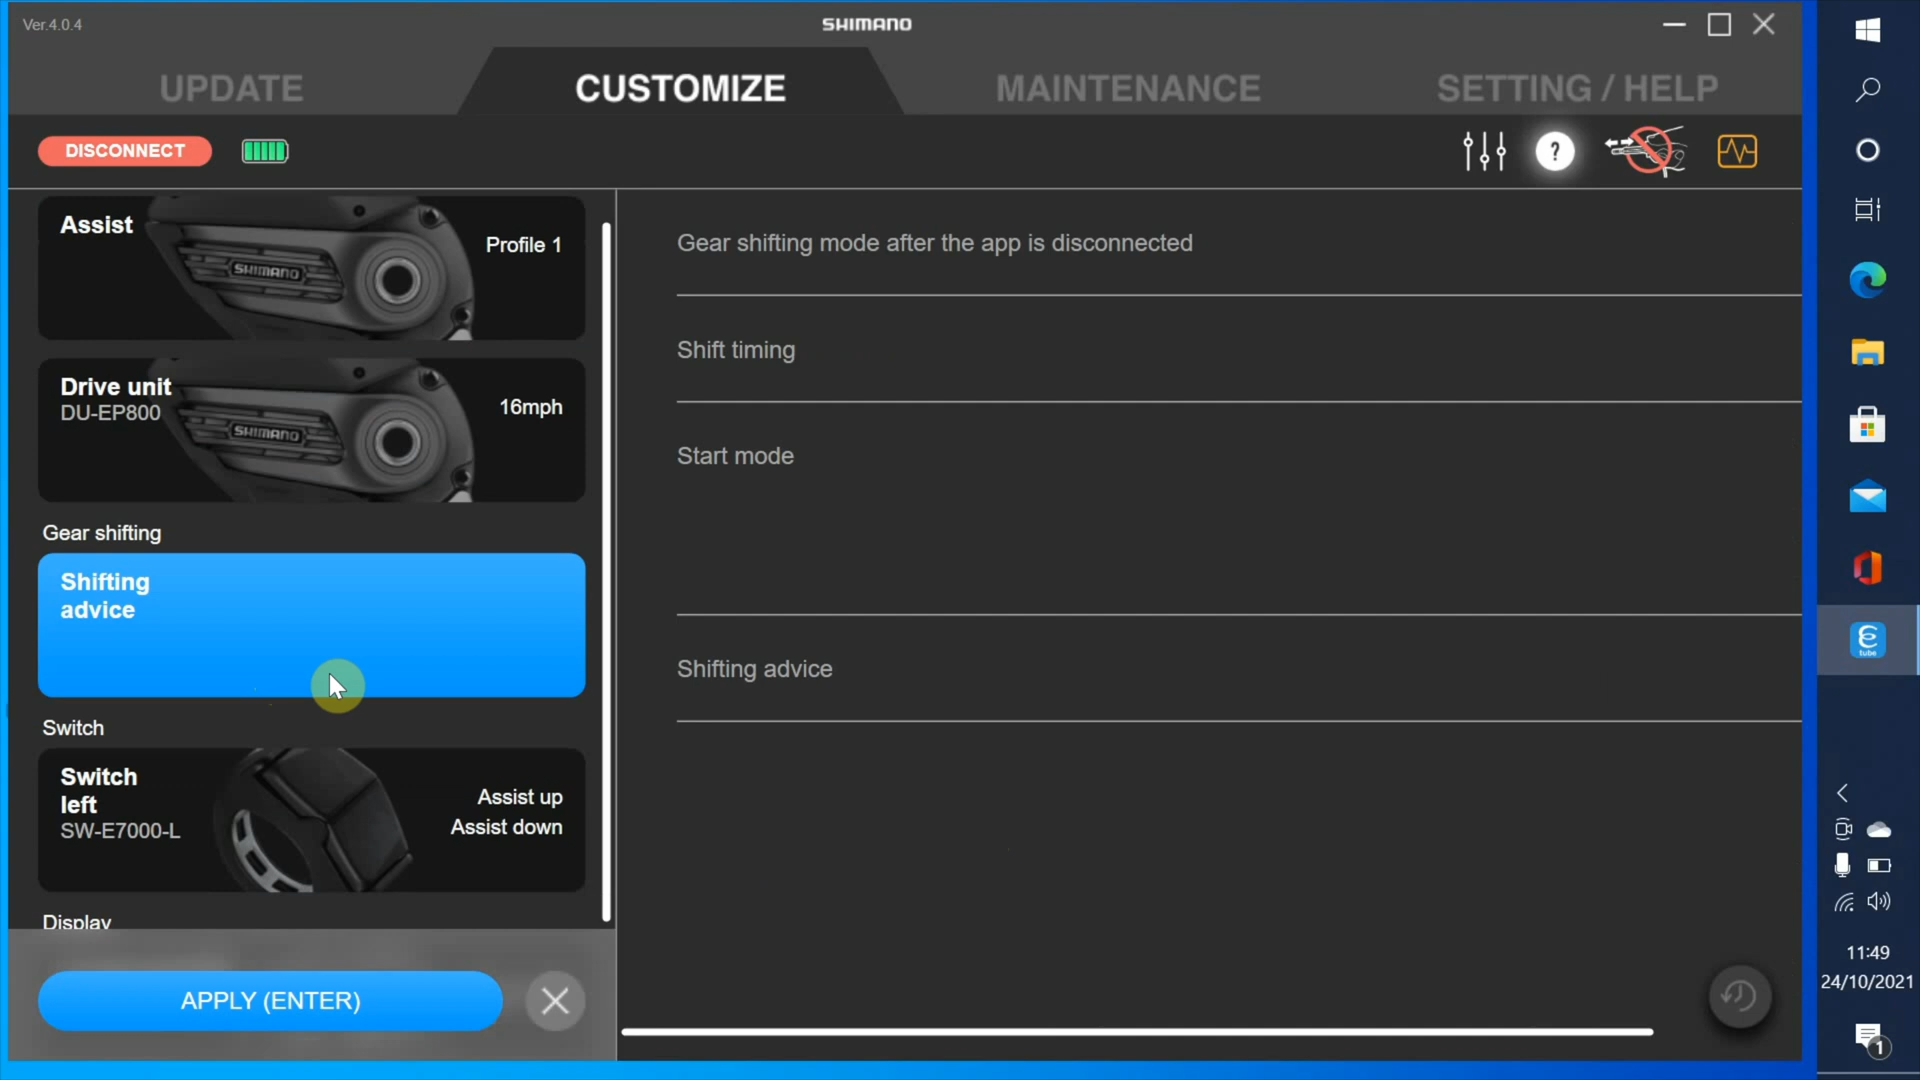 Ver.4.0.4
SHIMANO
UPDATE
CUSTOMIZE
MAINTENANCE
SETTING / HELP
DISCONNECT
?
Assist
Profile 1
SHIMANO
Drive unit
DU-EP800
16mph
SHIMANO
Gear shifting
Shifting
advice
Switch
Switch
left
SW-E7000-L
Assist up
Assist down
Display
APPLY (ENTER)
Gear shifting mode after the app is disconnected
Shift timing
Start mode
Shifting advice
tube
11:49
24/10/2021
1